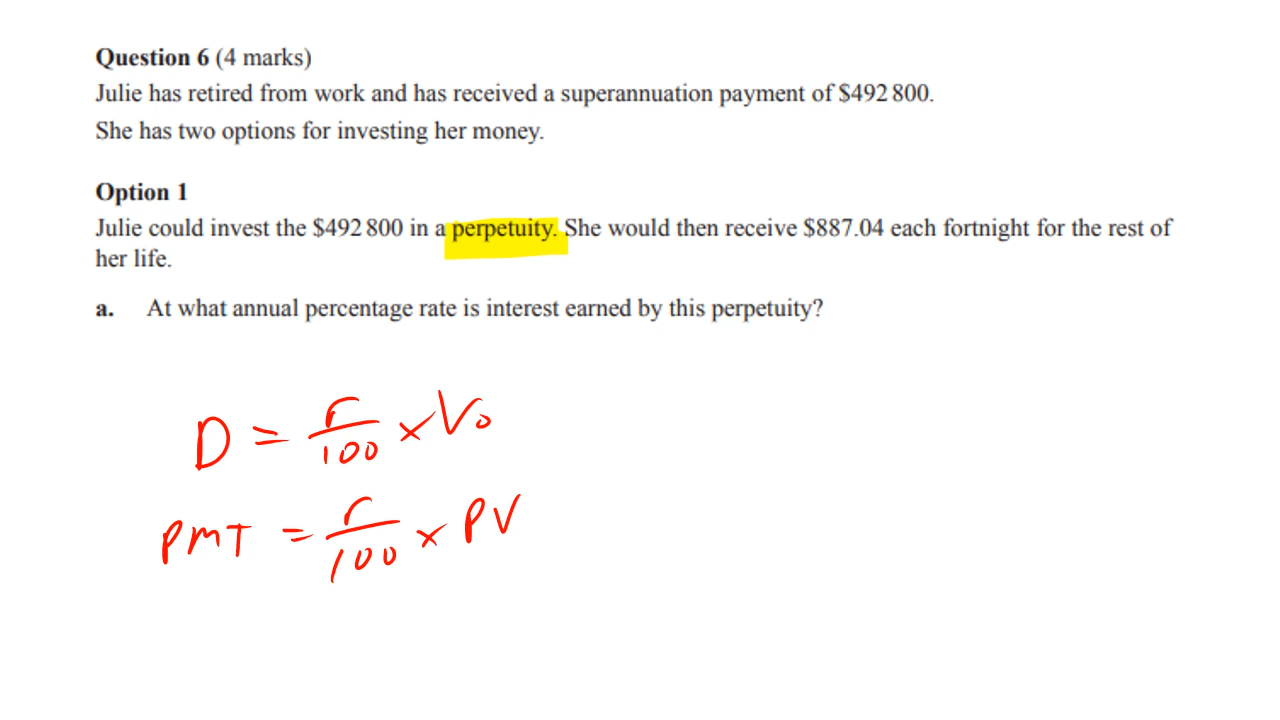 Question 6 (4 marks)
Julie has retired from work and has received a superannuation payment of $492 800.
She has two options for investing her money.
Option 1
Julie could invest the $492 800 in a perpetuity. She would then receive $887.04 each fortnight for the rest of
her life.
a. At what annual percentage rate is interest earned by this perpetuity?
D = r/100 × V₀
PMT = r/100 × PV